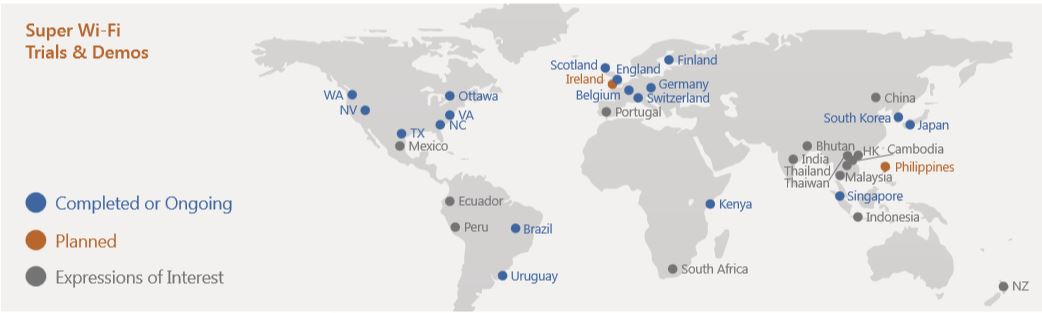 Super Wi-Fi
Trials & Demos
Scotland
Finland
England
Ireland
Germany
Belgium
Switzerland
Portugal
WA
NV
Ottawa
VA
NC
TX
Mexico
China
South Korea
Japan
Bhutan
HK
Cambodia
India
Thailand
Philippines
Malaysia
Thaiwan
Singapore
Indonesia
Completed or Ongoing
Ecuador
Kenya
Peru
Brazil
Planned
South Africa
Uruguay
Expressions of Interest
NZ